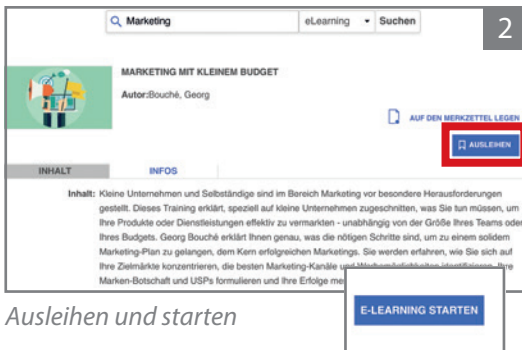 Marketing
eLearning
Suchen
2
MARKETING MIT KLEINEM BUDGET
Autor:Bouché, Georg
AUF DEN MERKZETTEL LEGEN
AUSLEIHEN
INHALT
INFOS
Inhalt: Kleine Unternehmen und Selbständige sind im Bereich Marketing vor besondere Herausforderungen
gestellt. Dieses Training erklärt, speziell auf kleine Unternehmen zugeschnitten, was Sie tun müssen, um
Ihre Produkte oder Dienstleistungen effektiv zu vermarkten - unabhängig von der Größe Ihres Teams oder
Ihres Budgets. Georg Bouché erklärt Ihnen genau, was die nötigen Schritte sind, um zu einem solidem
Marketing-Plan zu gelangen, dem Kern erfolgreichen Marketings. Sie werden erfahren, wie Sie sich auf
Ihre Zielmärkte konzentrieren, die besten Marketing-Kanäle und
Marken-Botschaft und USPs formulieren und Ihre Erfolge
E-LEARNING STARTEN
Ausleihen und starten